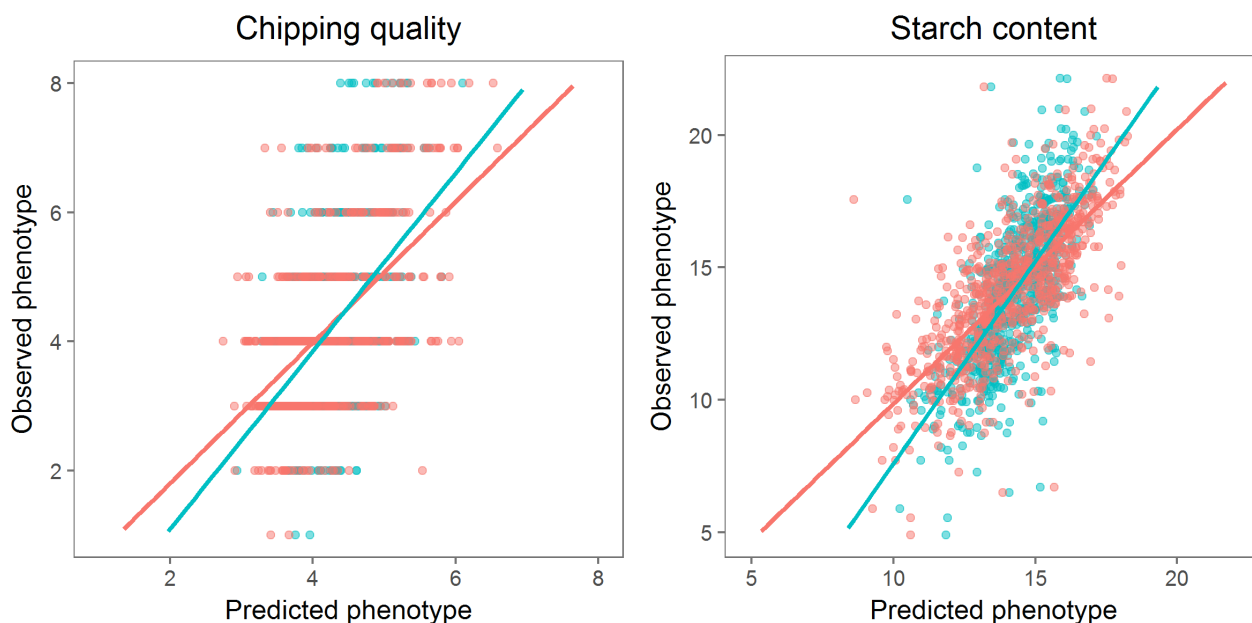 Chipping quality
Starch content
Observed phenotype
8
6
4
2
2
4
6
8
Predicted phenotype
Observed phenotype
20
15
10
5
5
10
15
20
Predicted phenotype